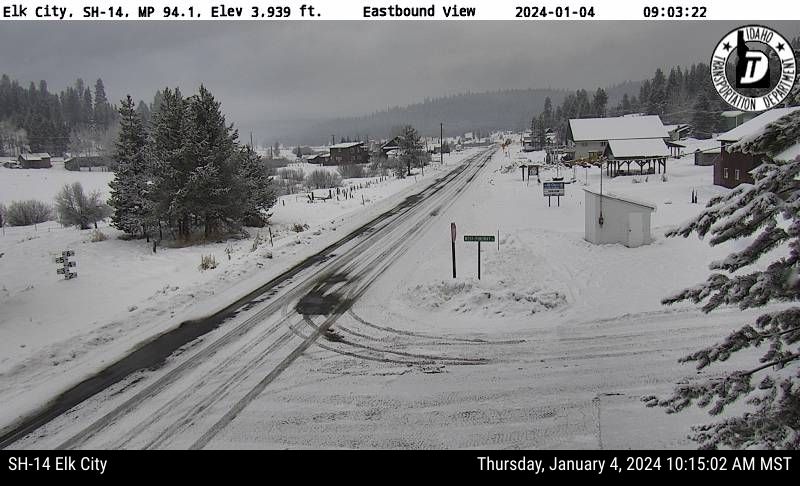 Elk City, SH-14, MP 94.1, Elev 3,939 ft. Eastbound View 2024-01-04 09:03:22
IDAHO
TRANSPORTATION DEPARTMENT
SH-14 Elk City Thursday, January 4, 2024 10:15:02 AM MST